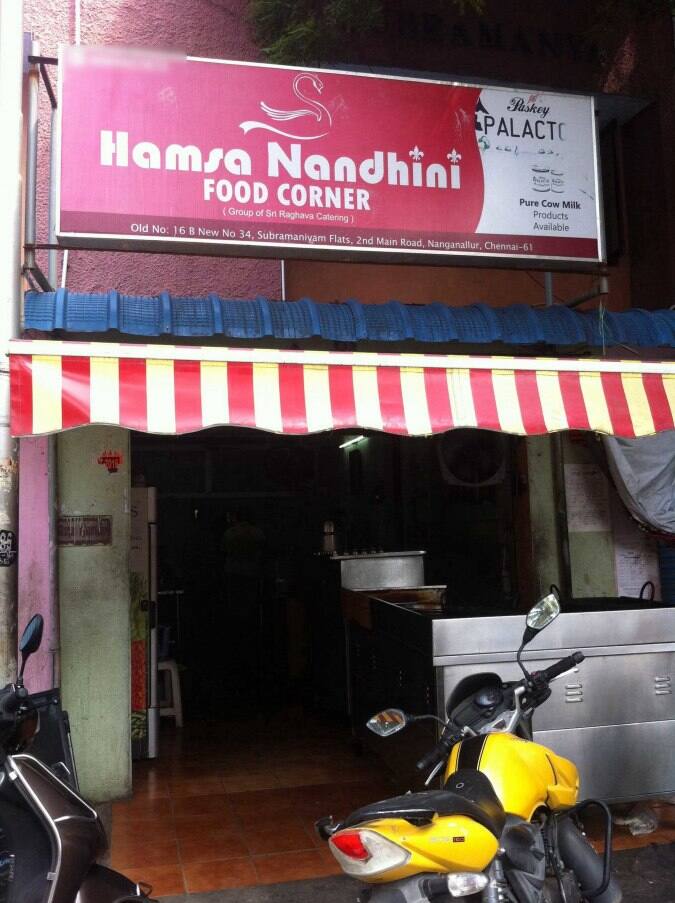 Hamsa Nandhini
FOOD CORNER
( Group of Sri Raghava Catering )
Old No: 16 B New No 34, Subramaniyam Flats, 2nd Main Road, Nanganallur, Chennai-61
Paskey
PALACTO
Pure Cow Milk
Products
Available